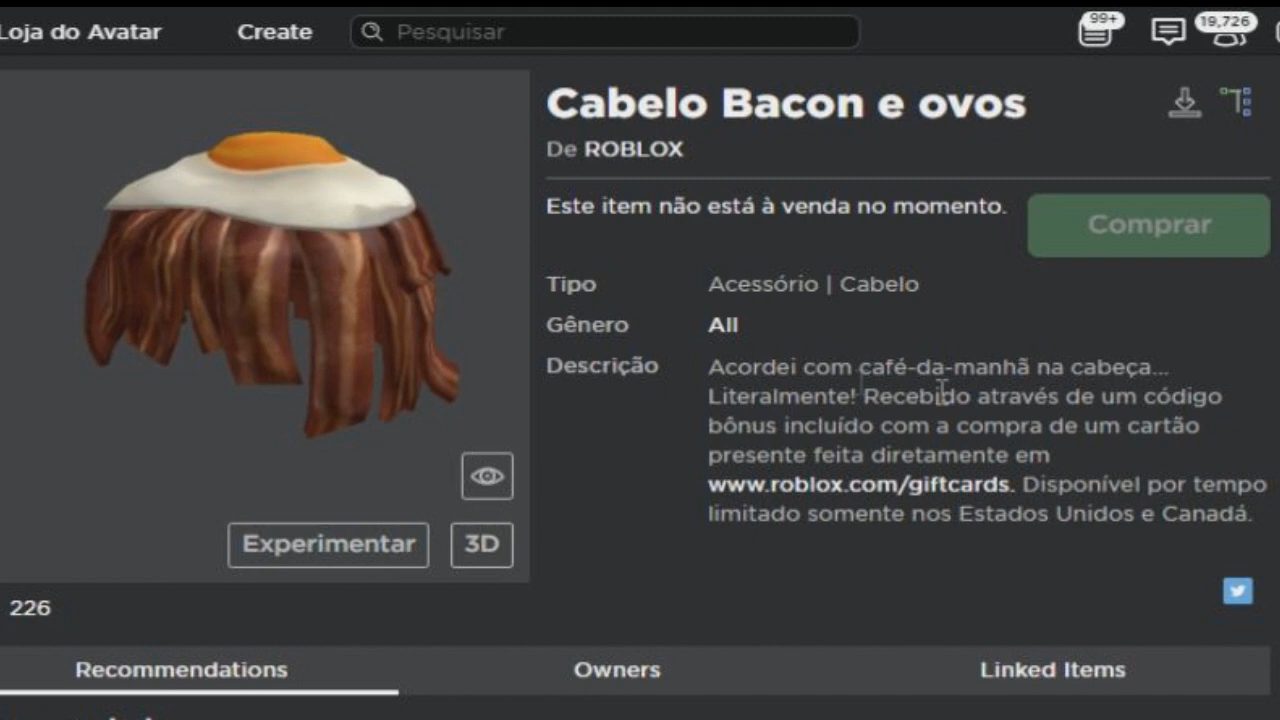 Loja do Avatar Create Pesquisar 99+ 19,726
Cabelo Bacon e ovos
De ROBLOX
Este item não está à venda no momento. Comprar
Tipo Acessório | Cabelo
Gênero All
Descrição Acordei com café-da-manhã na cabeça...
Literalmente! Recebido através de um código
bônus incluído com a compra de um cartão
presente feita diretamente em
www.roblox.com/giftcards. Disponível por tempo
limitado somente nos Estados Unidos e Canadá.
Experimentar 3D
226
Recommendations Owners Linked Items